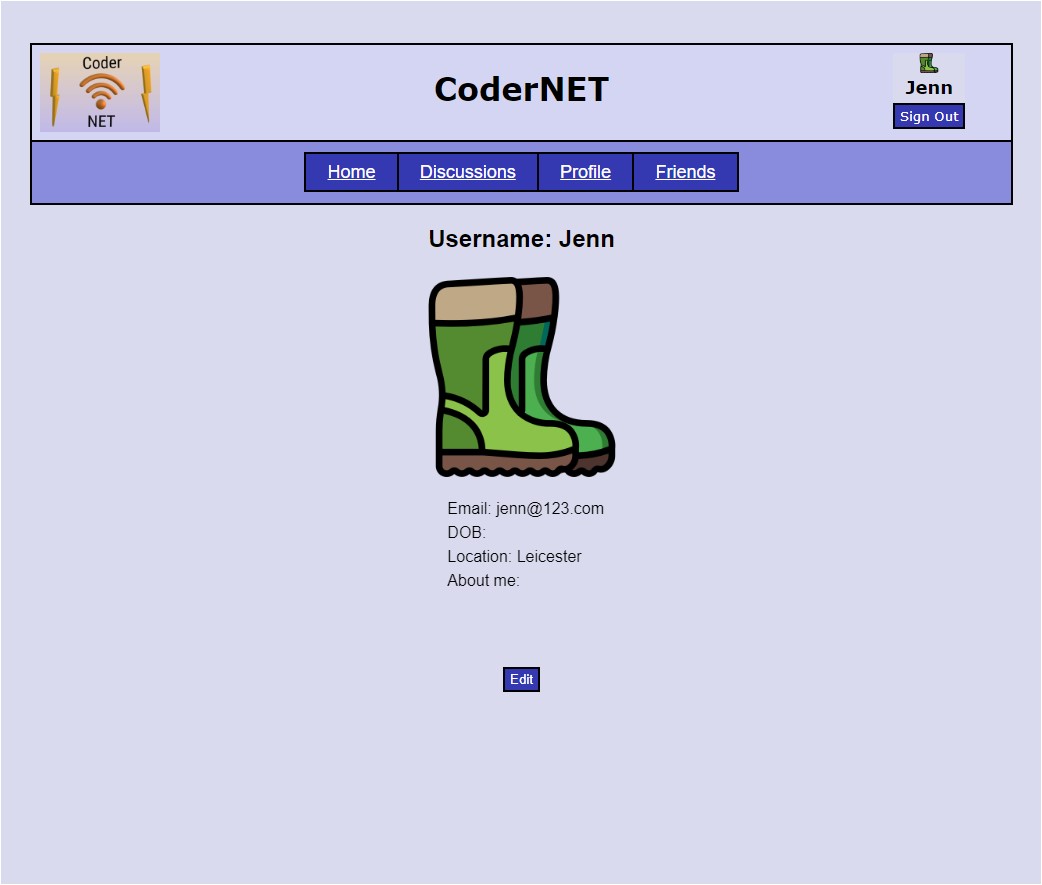 Coder
NET
CoderNET
Jenn
Sign Out
Home Discussions Profile Friends
Username: Jenn
Email: jenn@123.com
DOB:
Location: Leicester
About me:
Edit